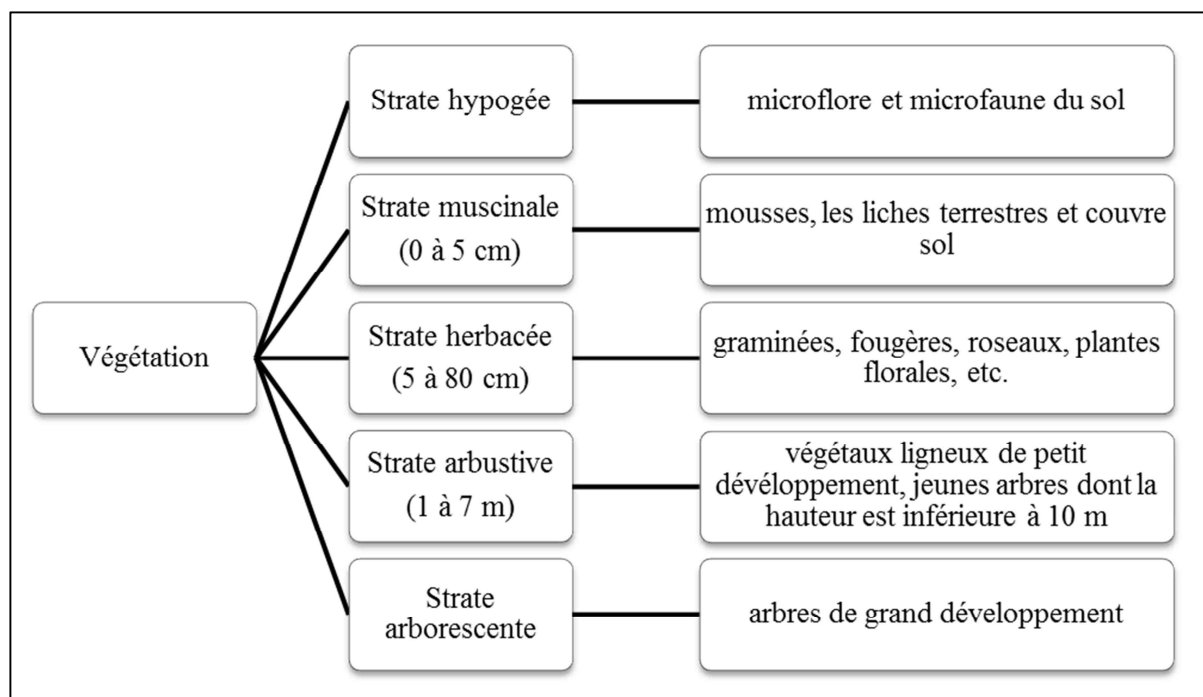 Végétation
Strate hypogée
microflore et microfaune du sol
Strate muscinale
(0 à 5 cm)
mousses, les liches terrestres et couvre
sol
Strate herbacée
(5 à 80 cm)
graminées, fougères, roseaux, plantes
florales, etc.
Strate arbustive
(1 à 7 m)
végétaux ligneux de petit
dévéloppement, jeunes arbres dont la
hauteur est inférieure à 10 m
Strate
arborescente
arbres de grand développement